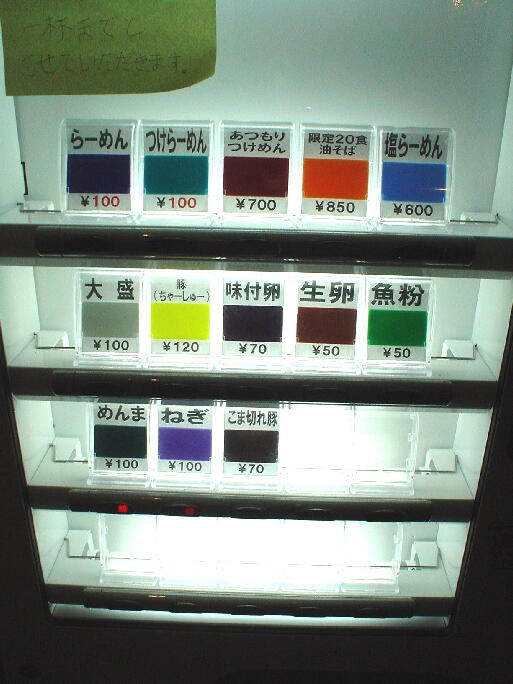 一杯までと
させていただきます。
らーめん
¥100
つけらーめん
¥100
あつもり
つけめん
¥700
限定20食
油そば
¥850
塩らーめん
¥600
大盛
¥100
豚
(ちゃーしゅー)
¥120
味付卵
¥70
生卵
¥50
魚粉
¥50
めんま
¥100
ねぎ
¥100
こま切れ豚
¥70